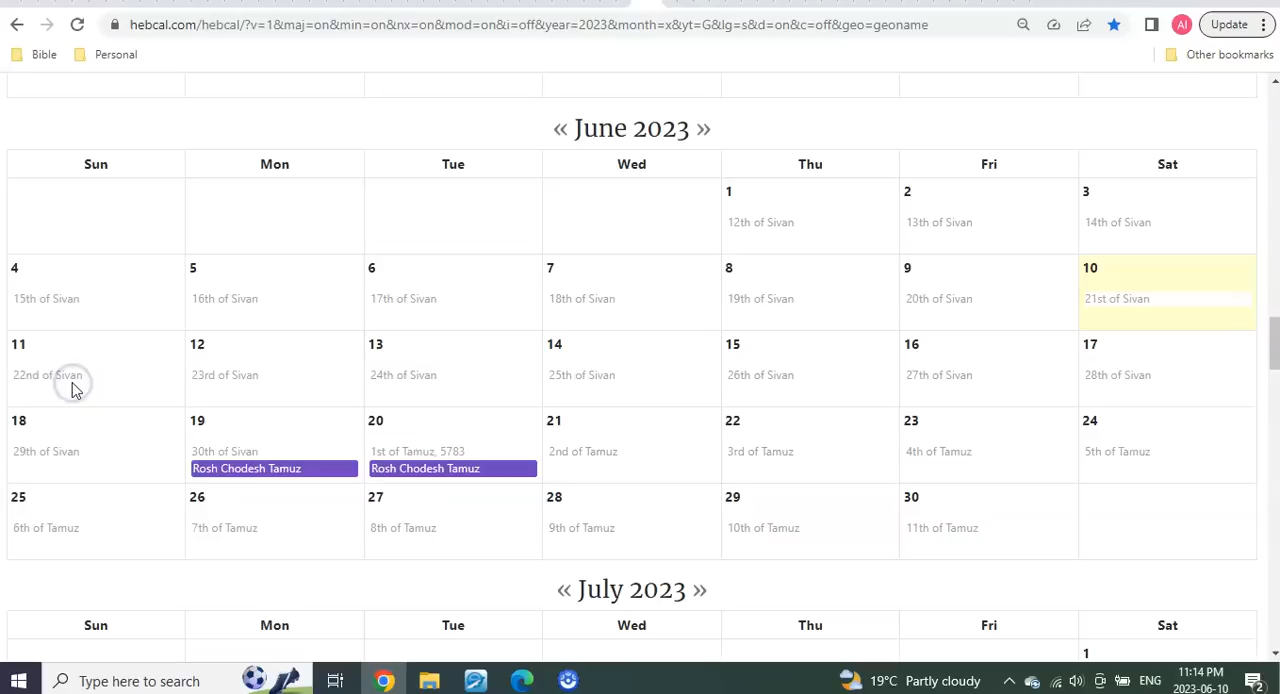 hebcal.com/hebcal/?v=1&maj=on&min=on&nx=on&mod=on&i=off&year=2023&month=x&yt=G&lg=s&d=on&c=off&geo=geoname
AI
Update
Bible
Personal
Other bookmarks
« June 2023 »
Sun Mon Tue Wed Thu Fri Sat
1 2 3
12th of Sivan 13th of Sivan 14th of Sivan
4 5 6 7 8 9 10
15th of Sivan 16th of Sivan 17th of Sivan 18th of Sivan 19th of Sivan 20th of Sivan 21st of Sivan
11 12 13 14 15 16 17
22nd of Sivan 23rd of Sivan 24th of Sivan 25th of Sivan 26th of Sivan 27th of Sivan 28th of Sivan
18 19 20 21 22 23 24
29th of Sivan 30th of Sivan 1st of Tamuz, 5783 2nd of Tamuz 3rd of Tamuz 4th of Tamuz 5th of Tamuz
Rosh Chodesh Tamuz Rosh Chodesh Tamuz
25 26 27 28 29 30
6th of Tamuz 7th of Tamuz 8th of Tamuz 9th of Tamuz 10th of Tamuz 11th of Tamuz
« July 2023 »
Sun Mon Tue Wed Thu Fri Sat
1
Type here to search
19°C Partly cloudy
ENG
11:14 PM
2023-06-10
2